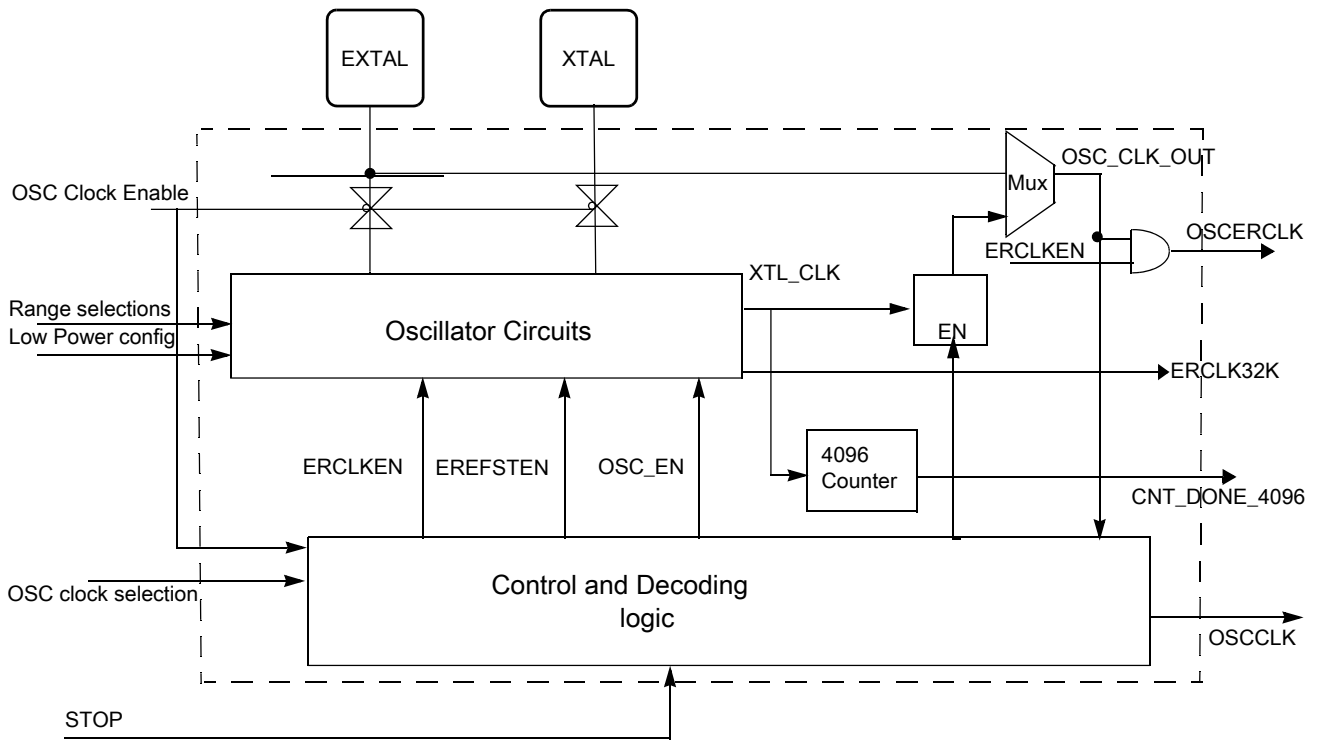 EXTAL
XTAL
OSC_CLK_OUT
Mux
OSC Clock Enable
ERCLKEN
OSCERCLK
XTL_CLK
Range selections
Low Power config
Oscillator Circuits
EN
ERCLK32K
ERCLKEN
EREFSTEN
OSC_EN
4096
Counter
CNT_DONE_4096
OSC clock selection
Control and Decoding
logic
OSCCLK
STOP